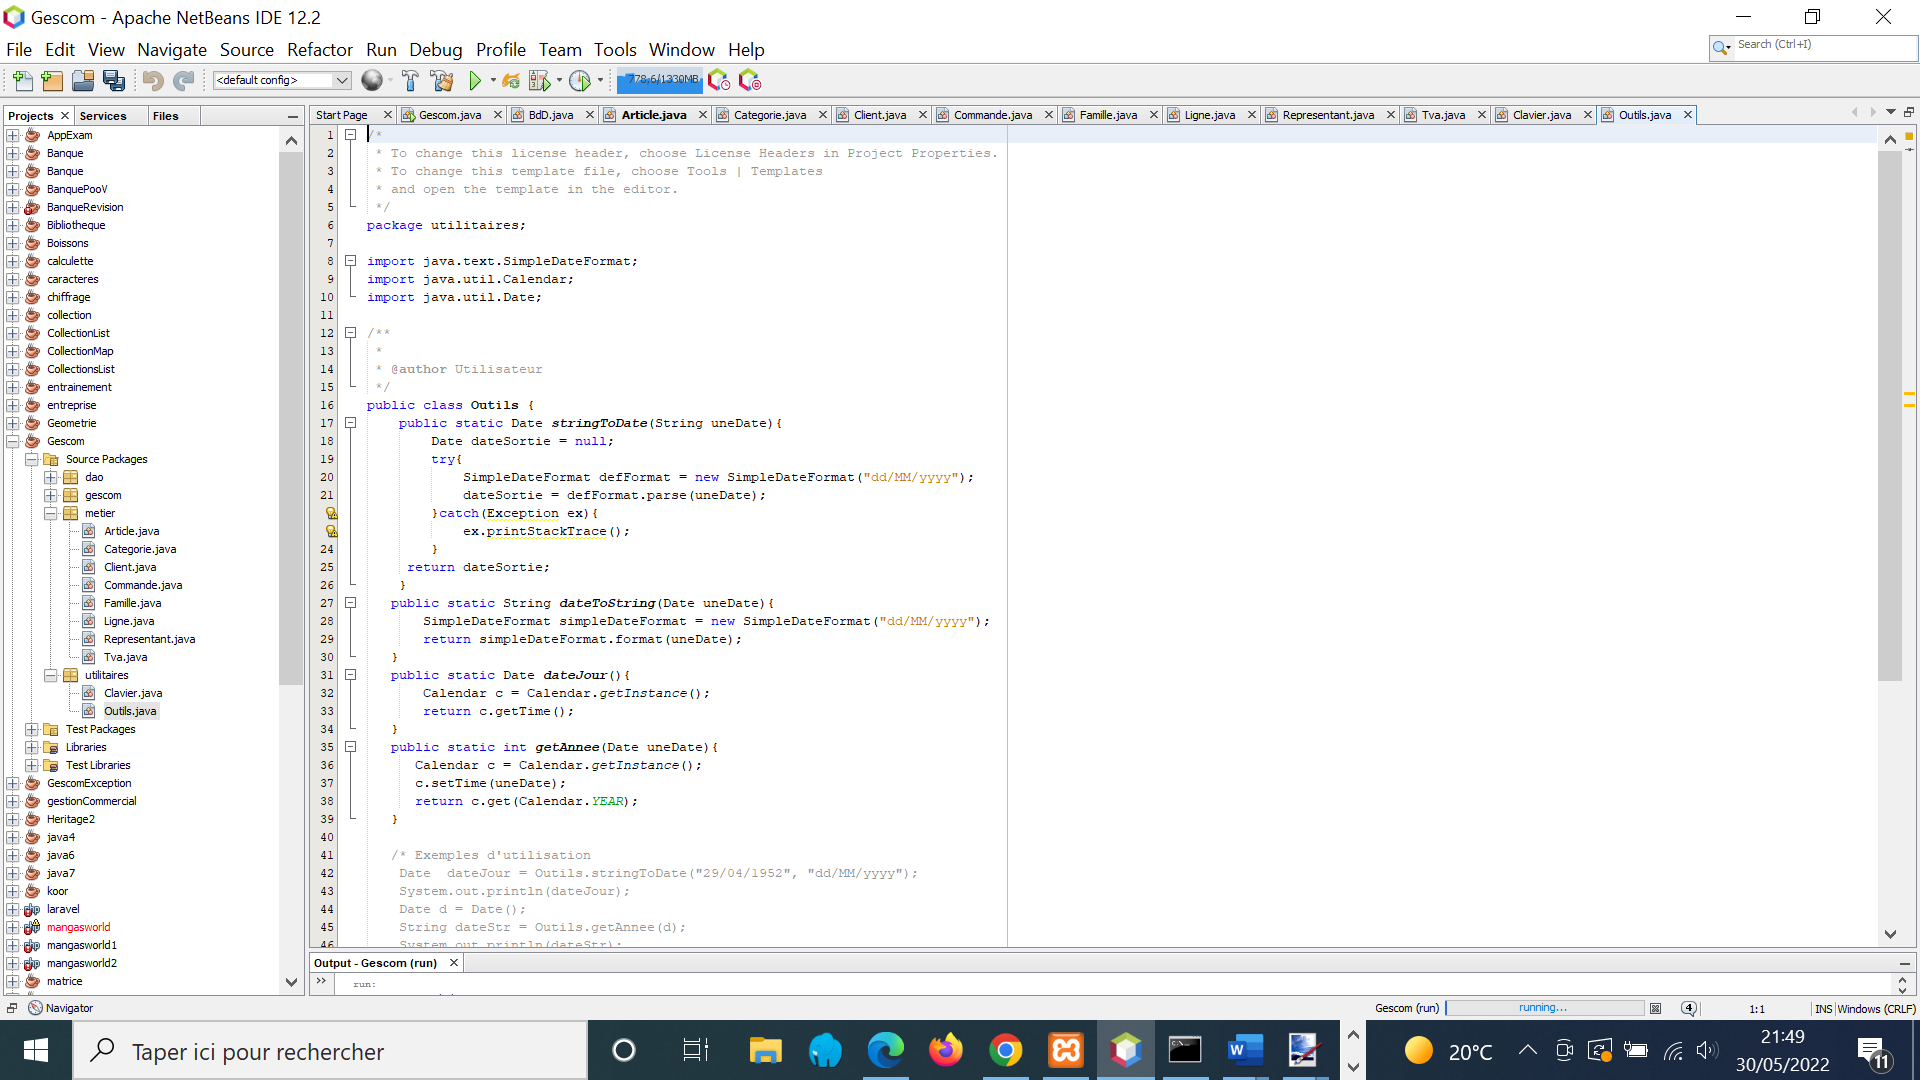 Gescom - Apache NetBeans IDE 12.2
File Edit View Navigate Source Refactor Run Debug Profile Team Tools Window Help
Search (Ctrl+I)
<default config>
778,6/1330MB
Projects Services Files
Start Page Gescom.java BdD.java Article.java Categorie.java Client.java Commande.java Famille.java Ligne.java Representant.java Tva.java Clavier.java Outils.java
AppExam
Banque
Banque
BanquePooV
BanqueRevision
Bibliotheque
Boissons
calculette
caracteres
chiffrage
collection
CollectionList
CollectionMap
CollectionsList
entrainement
entreprise
Geometrie
Gescom
Source Packages
dao
gescom
metier
Article.java
Categorie.java
Client.java
Commande.java
Famille.java
Ligne.java
Representant.java
Tva.java
utilitaires
Clavier.java
Outils.java
Test Packages
Libraries
Test Libraries
GescomException
gestionCommercial
Heritage2
java4
java6
java7
koor
laravel
mangasworld
mangasworld1
mangasworld2
matrice
1 /*
2 * To change this license header, choose License Headers in Project Properties.
3 * To change this template file, choose Tools | Templates
4 * and open the template in the editor.
5 */
6 package utilitaires;
7
8 import java.text.SimpleDateFormat;
9 import java.util.Calendar;
10 import java.util.Date;
11
12 /**
13 *
14 * @author Utilisateur
15 */
16 public class Outils {
17 public static Date stringToDate(String uneDate){
18 Date dateSortie = null;
19 try{
20 SimpleDateFormat defFormat = new SimpleDateFormat("dd/MM/yyyy");
21 dateSortie = defFormat.parse(uneDate);
}catch(Exception ex){
ex.printStackTrace();
24 }
25 return dateSortie;
26 }
27 public static String dateToString(Date uneDate){
28 SimpleDateFormat simpleDateFormat = new SimpleDateFormat("dd/MM/yyyy");
29 return simpleDateFormat.format(uneDate);
30 }
31 public static Date dateJour(){
32 Calendar c = Calendar.getInstance();
33 return c.getTime();
34 }
35 public static int getAnnee(Date uneDate){
36 Calendar c = Calendar.getInstance();
37 c.setTime(uneDate);
38 return c.get(Calendar.YEAR);
39 }
40
41 /* Exemples d'utilisation
42 Date dateJour = Outils.stringToDate("29/04/1952", "dd/MM/yyyy");
43 System.out.println(dateJour);
44 Date d = Date();
45 String dateStr = Outils.getAnnee(d);
46 System.out.println(dateStr);
Output - Gescom (run)
run:
Navigator
Gescom (run) running... 4 1:1 INS Windows (CRLF)
Taper ici pour rechercher
20°C
21:49
30/05/2022
11